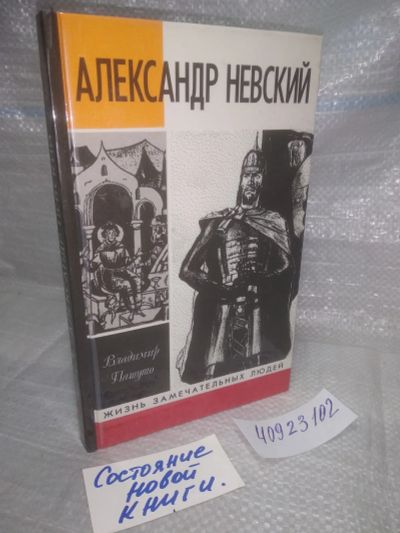 АЛЕКСАНДР НЕВСКИЙ
Владимир
Пашуто
ЖИЗНЬ ЗАМЕЧАТЕЛЬНЫХ ЛЮДЕЙ
40923102
Состояние
новой
книги.